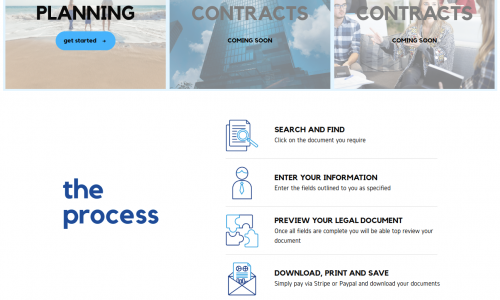 PLANNING
CONTRACTS
CONTRACTS
get started
COMING SOON
COMING SOON
the
process
SEARCH AND FIND
Click on the document you require
ENTER YOUR INFORMATION
Enter the fields outlined to you as specified
PREVIEW YOUR LEGAL DOCUMENT
Once all fields are complete you will be able top review your
document
DOWNLOAD, PRINT AND SAVE
Simply pay via Stripe or Paypal and download your documents